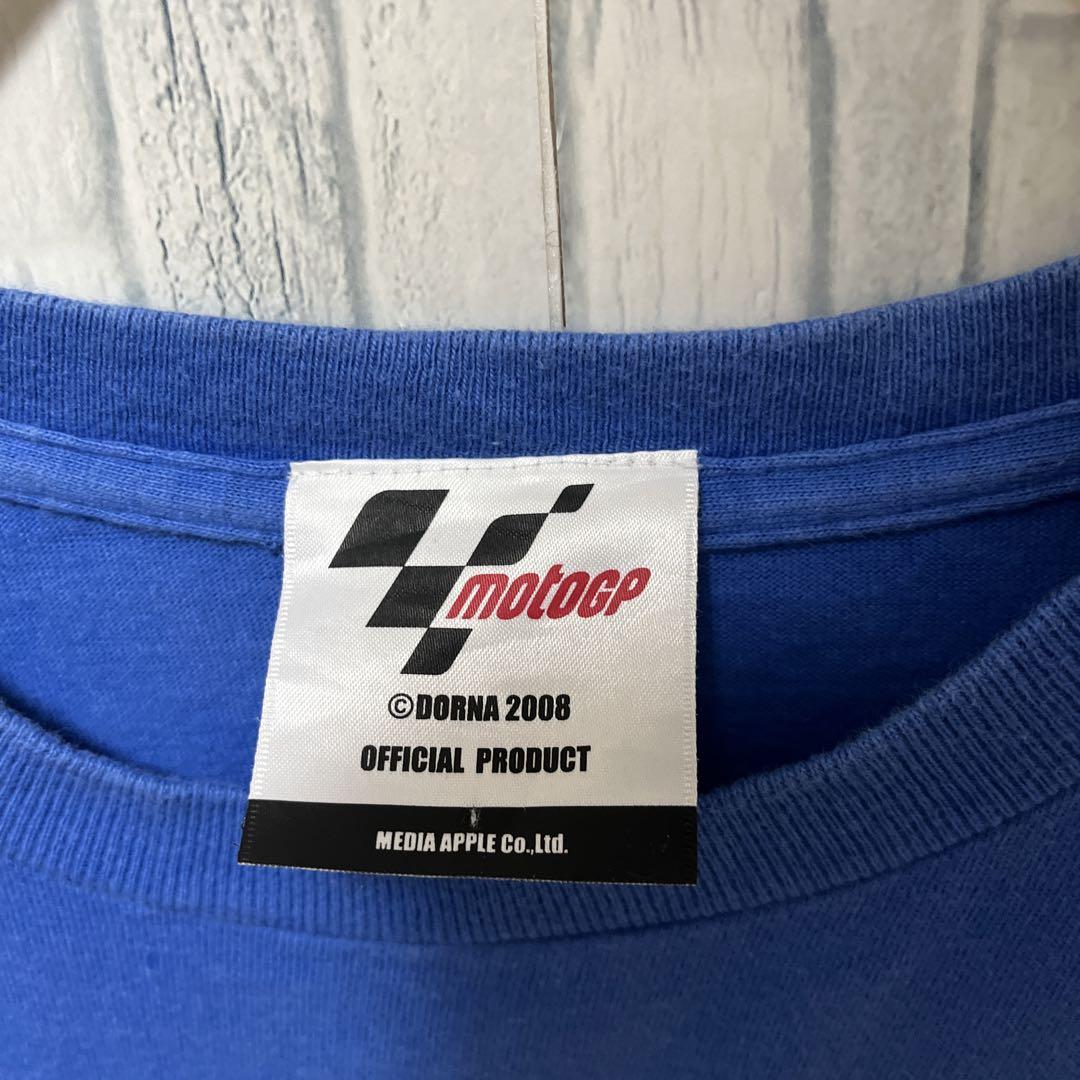 motoGP
©DORNA 2008
OFFICIAL PRODUCT
MEDIA APPLE Co.,Ltd.